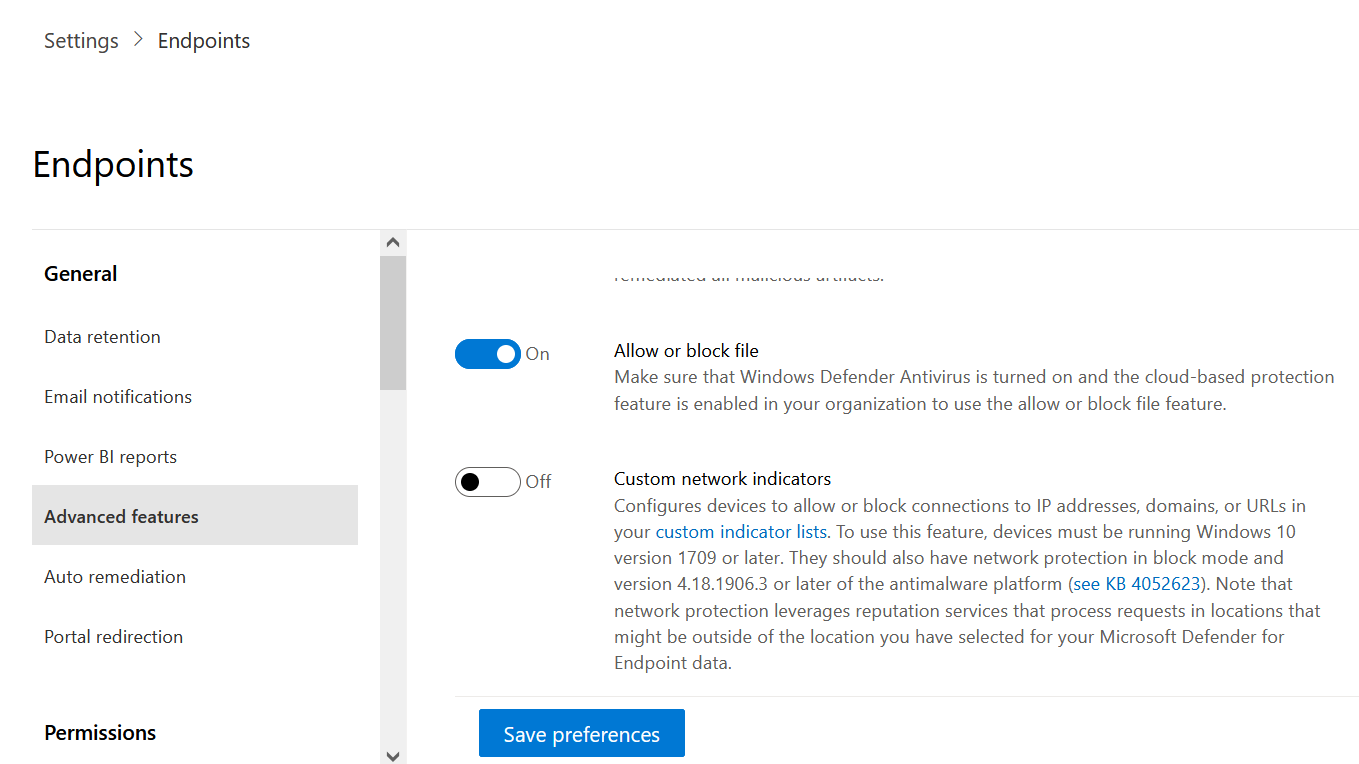 Settings > Endpoints
Endpoints
General
Data retention
Email notifications
Power BI reports
Advanced features
Auto remediation
Portal redirection
Permissions
remediated all malicious artifacts.
On
Allow or block file
Make sure that Windows Defender Antivirus is turned on and the cloud-based protection
feature is enabled in your organization to use the allow or block file feature.
Off
Custom network indicators
Configures devices to allow or block connections to IP addresses, domains, or URLs in
your custom indicator lists. To use this feature, devices must be running Windows 10
version 1709 or later. They should also have network protection in block mode and
version 4.18.1906.3 or later of the antimalware platform (see KB 4052623). Note that
network protection leverages reputation services that process requests in locations that
might be outside of the location you have selected for your Microsoft Defender for
Endpoint data.
Save preferences